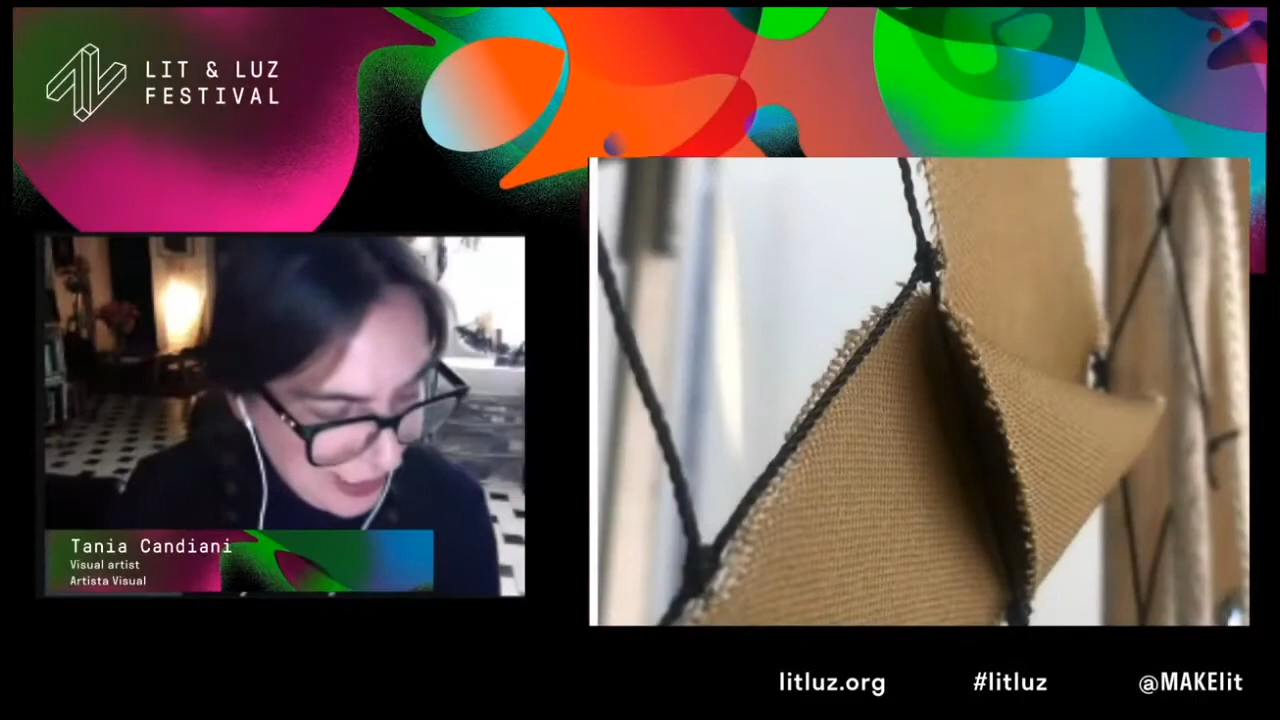 LIT & LUZ
FESTIVAL
Tania Candiani
Visual artist
Artista Visual
litluz.org
#litluz
@MAKElit